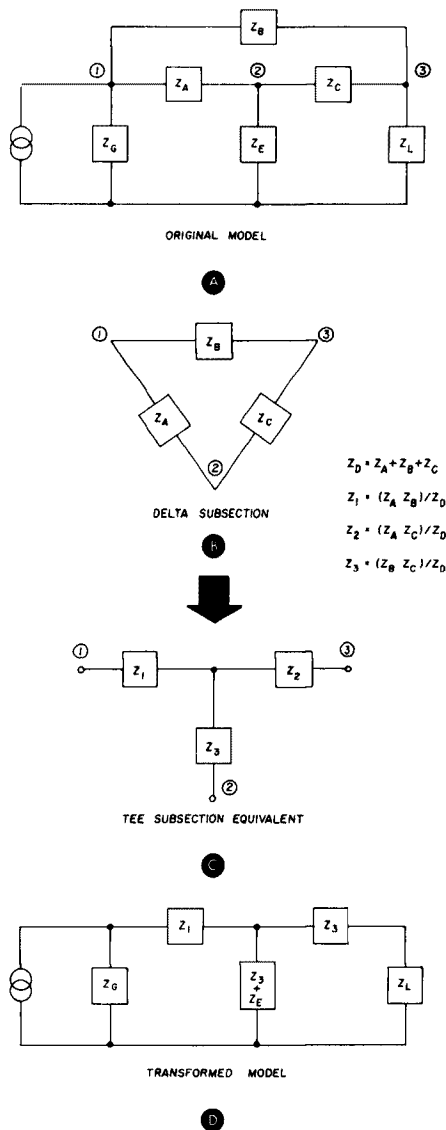 Z_B
① ② ③
Z_A Z_C
Z_G Z_E Z_L
ORIGINAL MODEL
A
① ③
Z_B
Z_A Z_C
②
DELTA SUBSECTION
B
Z_D = Z_A + Z_B + Z_C
Z_1 = (Z_A Z_B)/Z_D
Z_2 = (Z_A Z_C)/Z_D
Z_3 = (Z_B Z_C)/Z_D
① ③
Z_1 Z_2
Z_3
②
TEE SUBSECTION EQUIVALENT
C
Z_1 Z_3
Z_G Z_3 + Z_E Z_L
TRANSFORMED MODEL
D